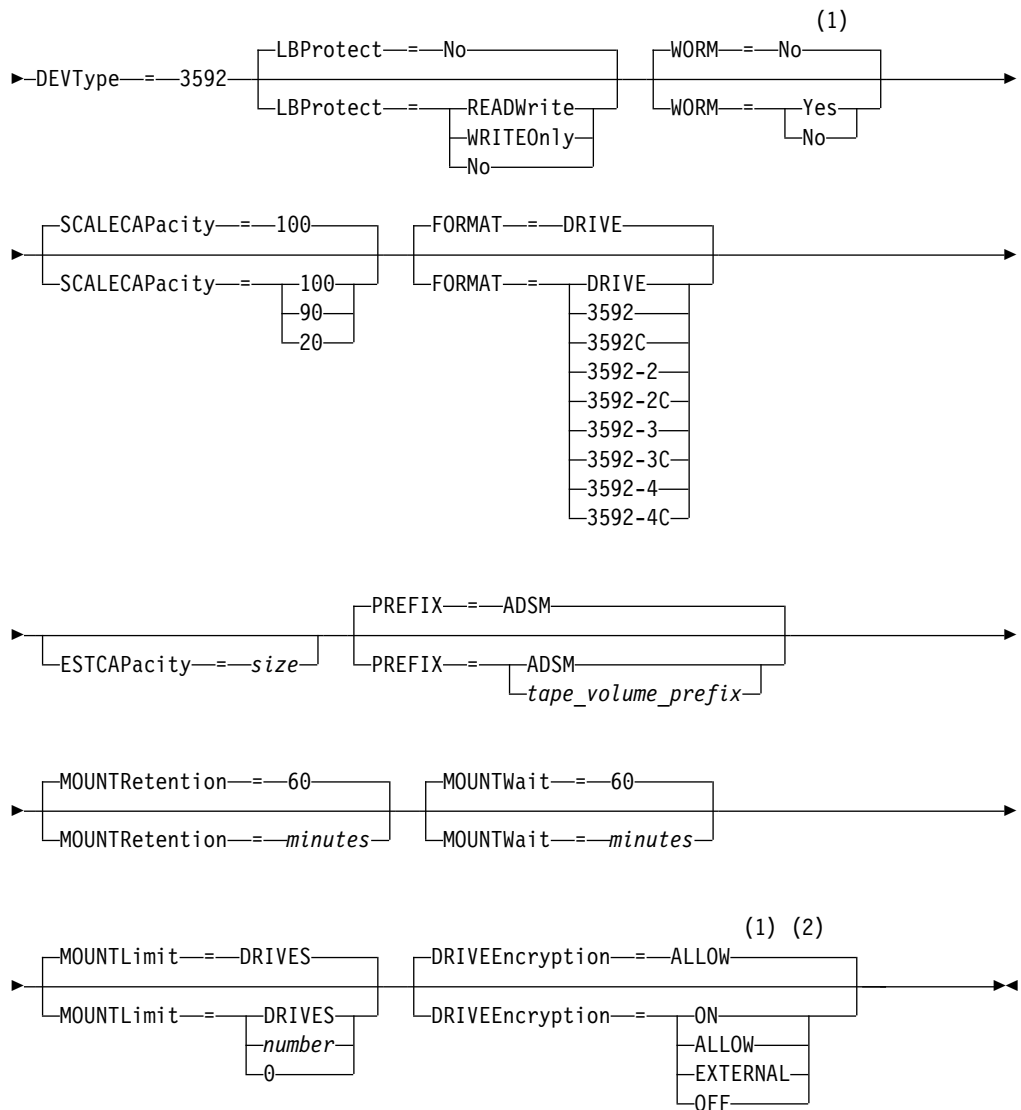 (1)
LBProtect = No WORM = No
DEVType = 3592
LBProtect = READWrite WORM = Yes
WRITEOnly No
No
SCALECAPacity = 100 FORMAT = DRIVE
SCALECAPacity = 100 FORMAT = DRIVE
90 3592
20 3592C
3592-2
3592-2C
3592-3
3592-3C
3592-4
3592-4C
PREFIX = ADSM
ESTCAPacity = size PREFIX = ADSM
tape_volume_prefix
MOUNTRetention = 60 MOUNTWait = 60
MOUNTRetention = minutes MOUNTWait = minutes
(1) (2)
MOUNTLimit = DRIVES DRIVEEncryption = ALLOW
MOUNTLimit = DRIVES DRIVEEncryption = ON
number ALLOW
0 EXTERNAL
OFF